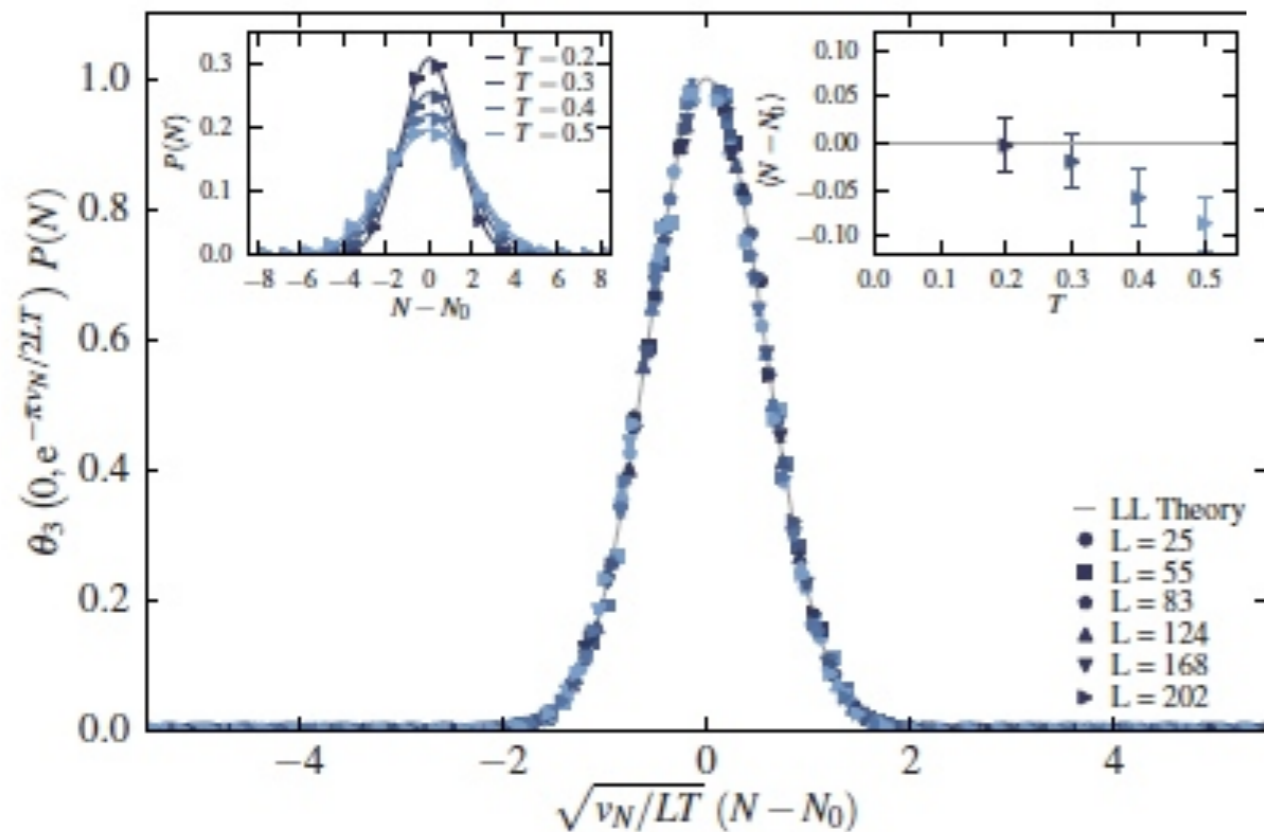 θ₃ (0, e^{−πv_N/2LT}) P(N)
1.0
0.8
0.6
0.4
0.2
0.0
−4
−2
0
2
4
√v_N/LT (N − N₀)
P(N)
0.3
0.2
0.1
0.0
−8 −6 −4 −2 0 2 4 6 8
N − N₀
T − 0.2
T − 0.3
T − 0.4
T − 0.5
⟨N − N₀⟩
0.10
0.05
0.00
−0.05
−0.10
0.0 0.1 0.2 0.3 0.4 0.5
T
LL Theory
L = 25
L = 55
L = 83
L = 124
L = 168
L = 202